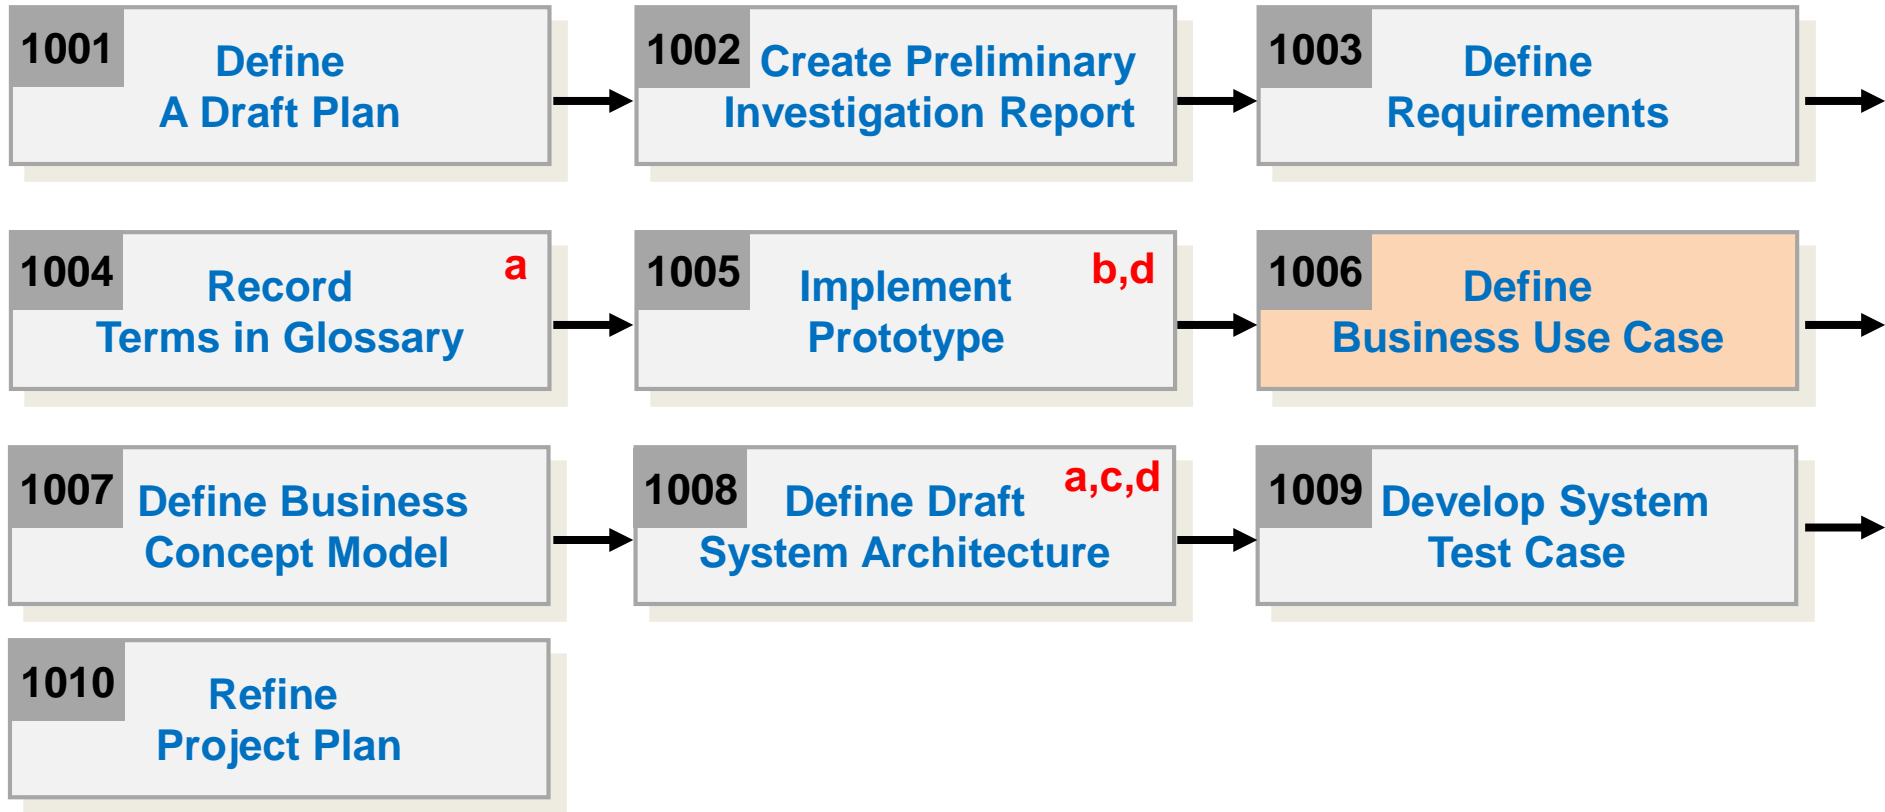 1001
Define
A Draft Plan
1002
Create Preliminary
Investigation Report
1003
Define
Requirements
1004
a
Record
Terms in Glossary
1005
b,d
Implement
Prototype
1006
Define
Business Use Case
1007
Define Business
Concept Model
1008
a,c,d
Define Draft
System Architecture
1009
Develop System
Test Case
1010
Refine
Project Plan